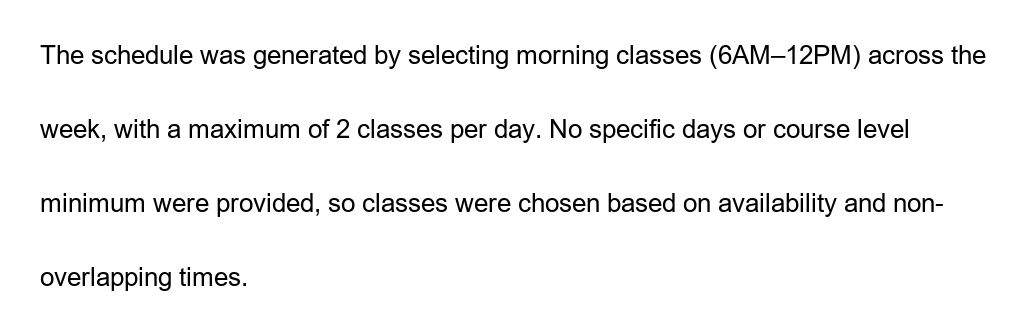 The schedule was generated by selecting morning classes (6AM–12PM) across the
week, with a maximum of 2 classes per day. No specific days or course level
minimum were provided, so classes were chosen based on availability and non-
overlapping times.